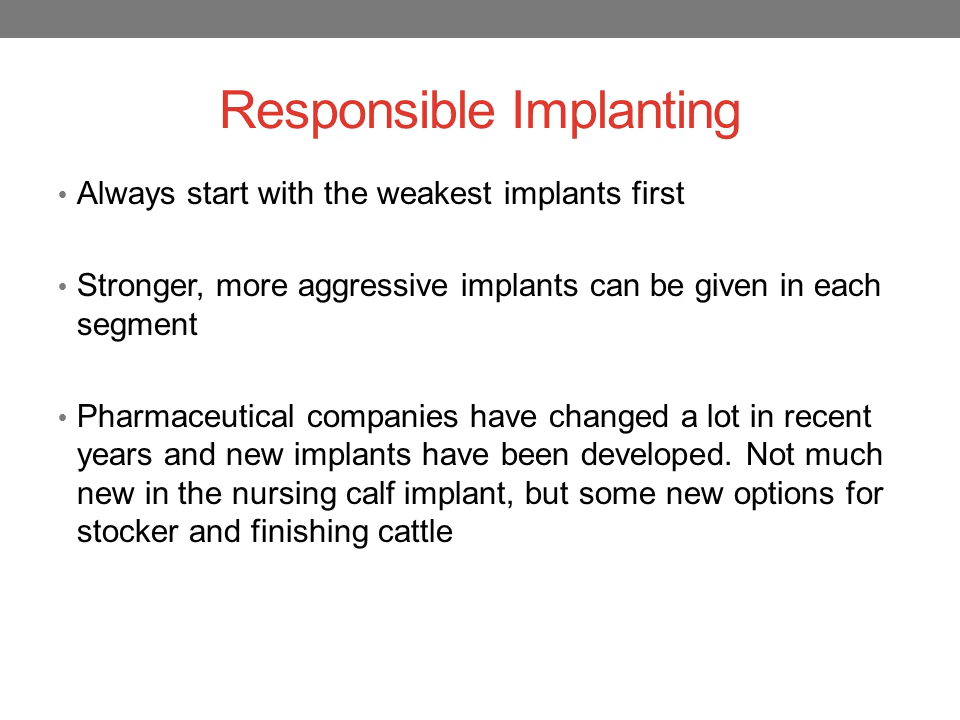 Responsible Implanting
• Always start with the weakest implants first
• Stronger, more aggressive implants can be given in each
segment
• Pharmaceutical companies have changed a lot in recent
years and new implants have been developed. Not much
new in the nursing calf implant, but some new options for
stocker and finishing cattle